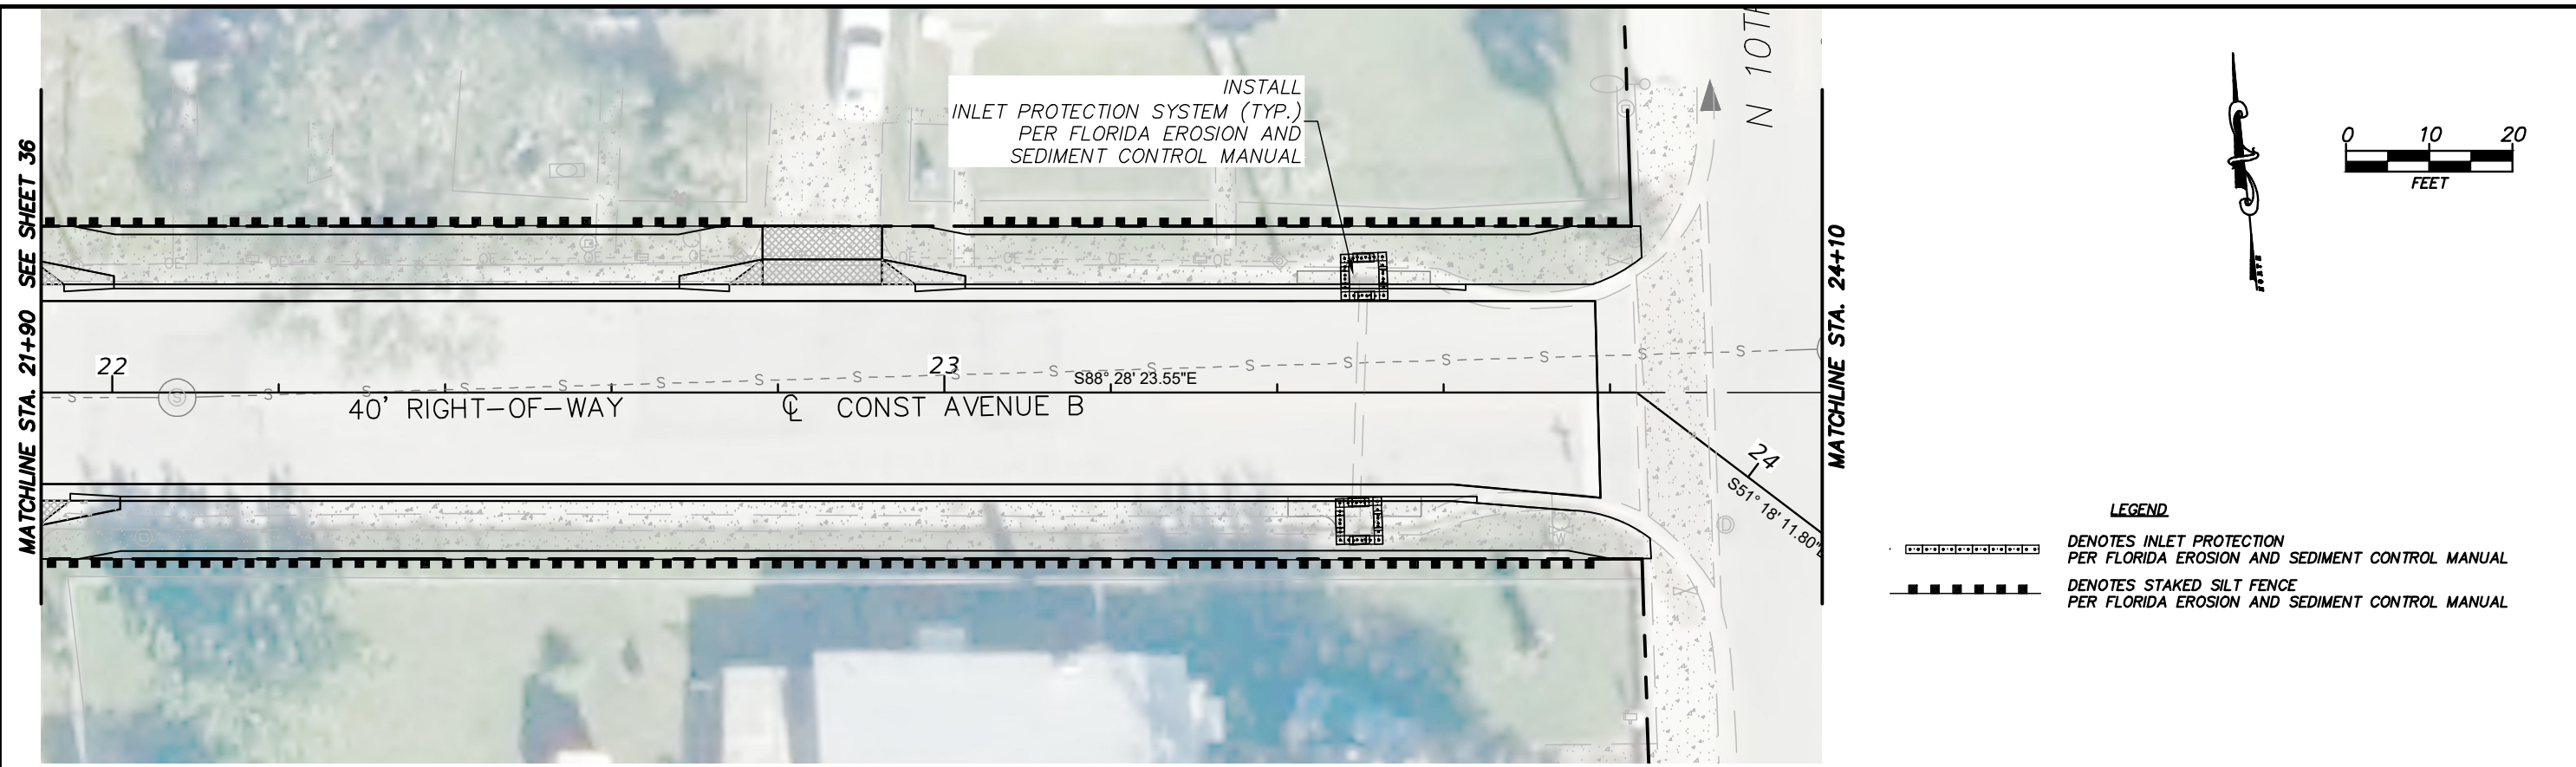 MATCHLINE STA. 21+90 SEE SHEET 36
INSTALL
INLET PROTECTION SYSTEM (TYP.)
PER FLORIDA EROSION AND
SEDIMENT CONTROL MANUAL
N 10TH
22
23
S88° 28' 23.55"E
40' RIGHT-OF-WAY
℄ CONST AVENUE B
24
S51° 18' 11.80"E
MATCHLINE STA. 24+10
NORTH
0 10 20
FEET
LEGEND
DENOTES INLET PROTECTION
PER FLORIDA EROSION AND SEDIMENT CONTROL MANUAL
DENOTES STAKED SILT FENCE
PER FLORIDA EROSION AND SEDIMENT CONTROL MANUAL